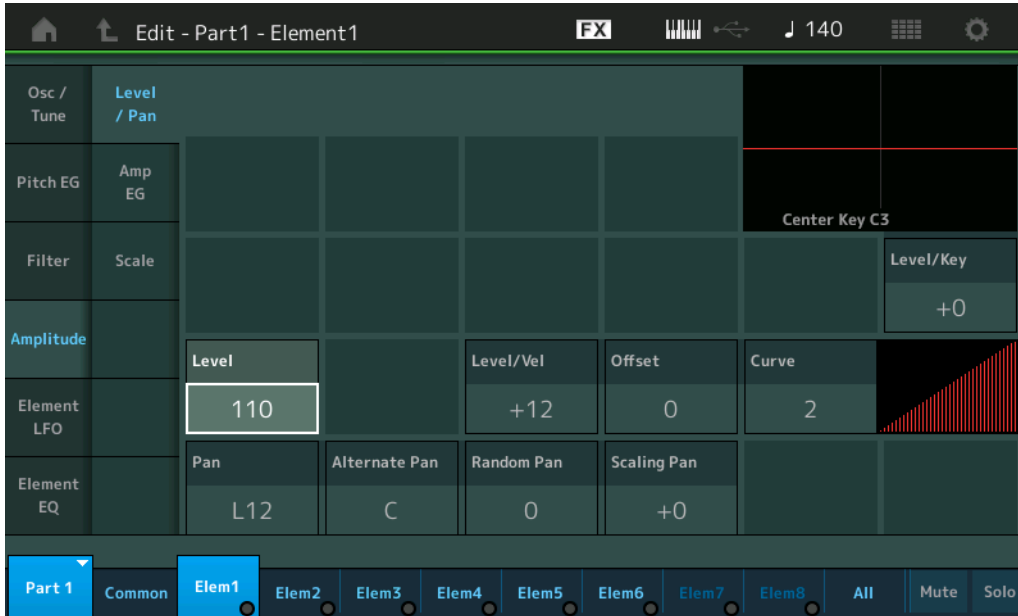 Edit - Part1 - Element1
FX
♩ 140
Osc /
Tune
Level
/ Pan
Pitch EG
Amp
EG
Center Key C3
Filter
Scale
Level/Key
+0
Amplitude
Level
Level/Vel
Offset
Curve
110
+12
0
2
Element
LFO
Pan
Alternate Pan
Random Pan
Scaling Pan
L12
C
0
+0
Element
EQ
Part 1
Common
Elem1
Elem2
Elem3
Elem4
Elem5
Elem6
Elem7
Elem8
All
Mute
Solo